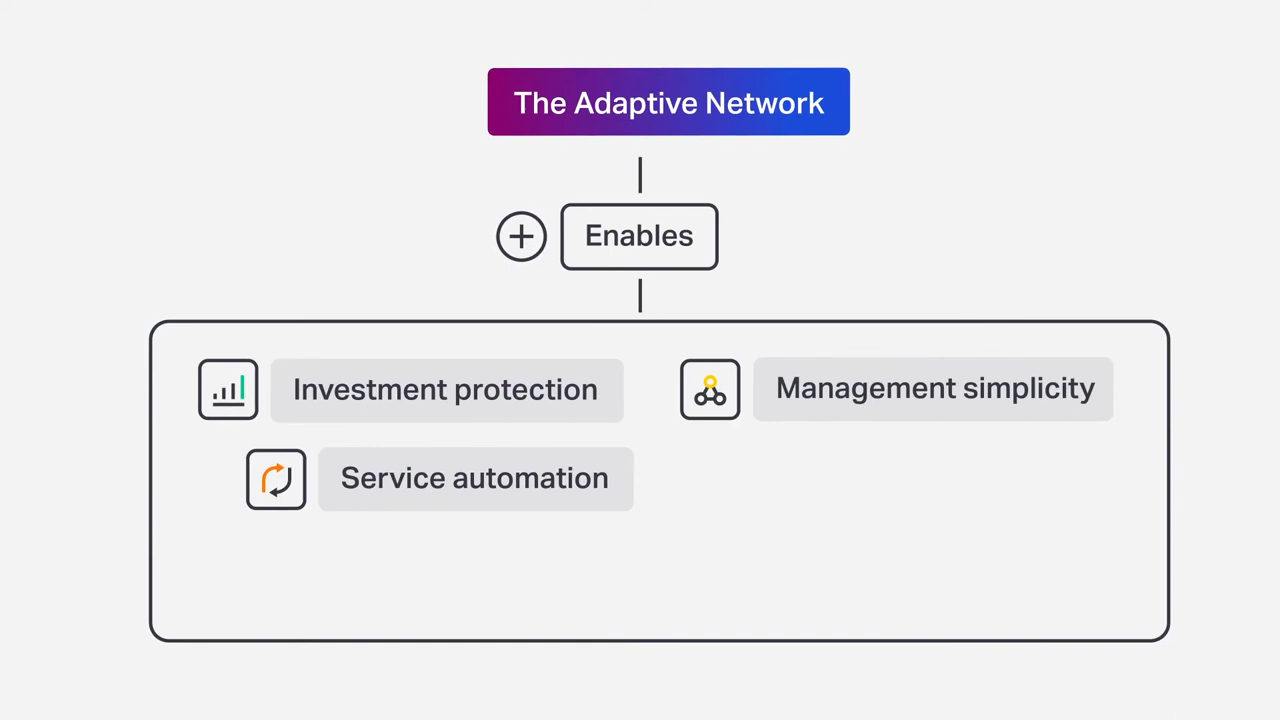 The Adaptive Network
Enables
Investment protection
Management simplicity
Service automation